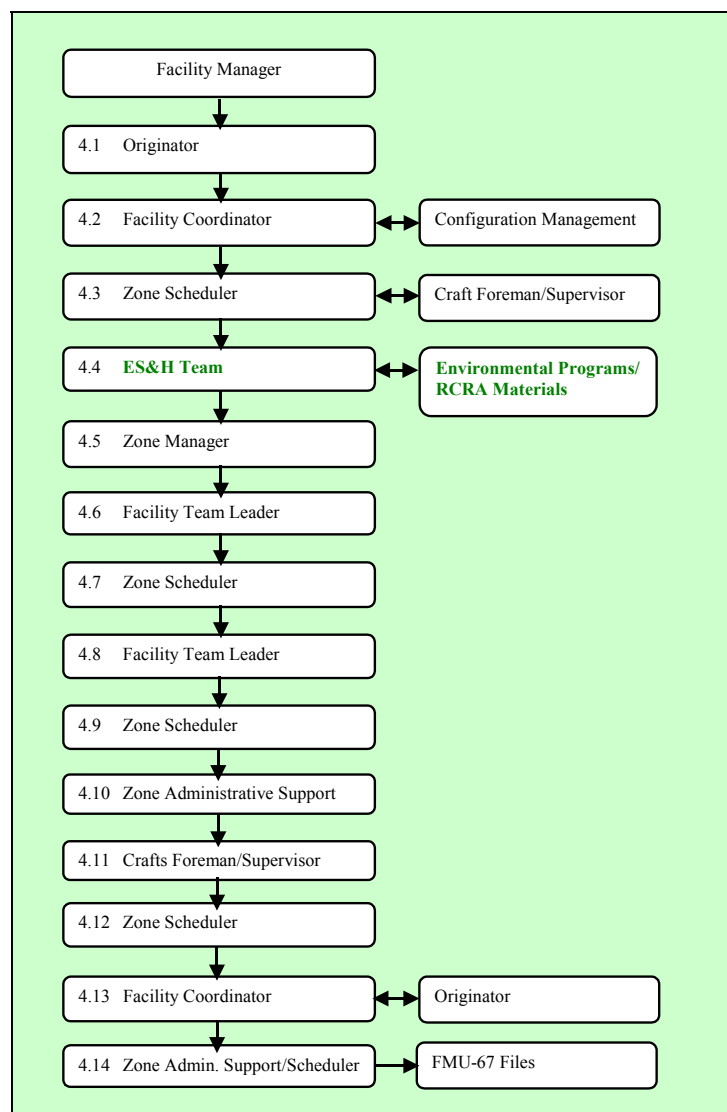 Facility Manager
4.1 Originator
4.2 Facility Coordinator
Configuration Management
4.3 Zone Scheduler
Craft Foreman/Supervisor
4.4 ES&H Team
Environmental Programs/
RCRA Materials
4.5 Zone Manager
4.6 Facility Team Leader
4.7 Zone Scheduler
4.8 Facility Team Leader
4.9 Zone Scheduler
4.10 Zone Administrative Support
4.11 Crafts Foreman/Supervisor
4.12 Zone Scheduler
4.13 Facility Coordinator
Originator
4.14 Zone Admin. Support/Scheduler
FMU-67 Files